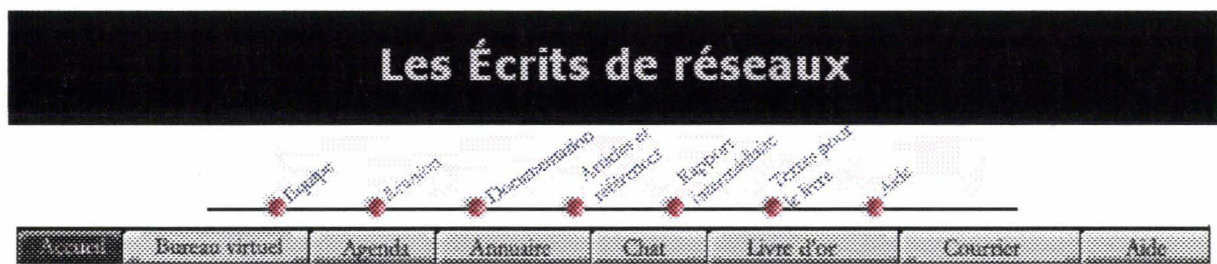 Les Écrits de réseaux
Equipe
Réunion
Documentation
Articles et
références
Rapport
intermédiaire
Textes pour
le livre
Aide
Accueil Bureau virtuel Agenda Annuaire Chat Livre d'or Courrier Aide